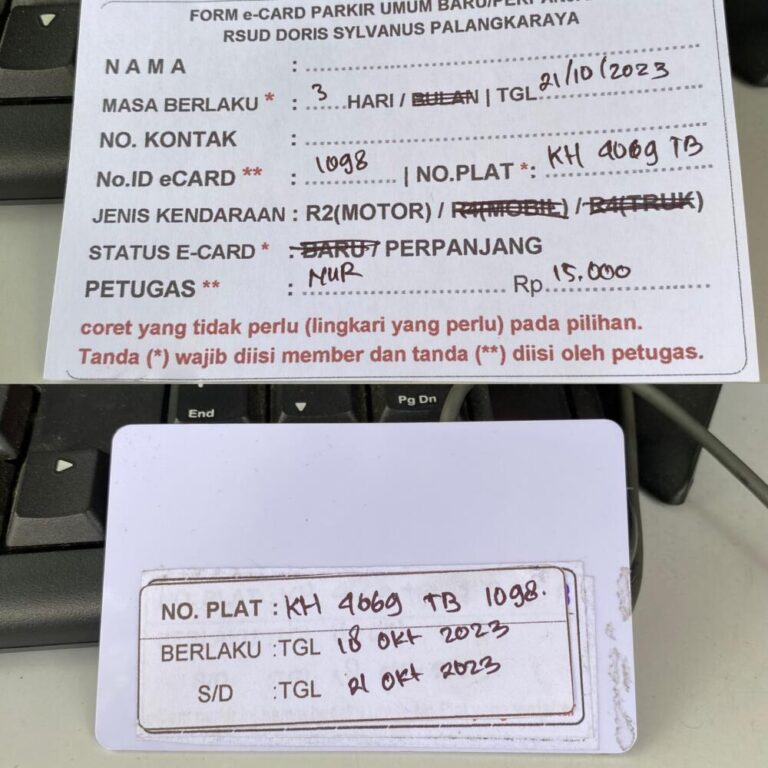 FORM e-CARD PARKIR UMUM BARU/PERPANJANG
RSUD DORIS SYLVANUS PALANGKARAYA
NAMA :
MASA BERLAKU * : 3 HARI / BULAN | TGL 21/10/2023
NO. KONTAK :
No.ID eCARD ** : 1098 | NO.PLAT *: KH 4069 TB
JENIS KENDARAAN : R2(MOTOR) / R4(MOBIL) / R4(TRUK)
STATUS E-CARD * : BARU / PERPANJANG
PETUGAS ** : NUR Rp 15.000
coret yang tidak perlu (lingkari yang perlu) pada pilihan.
Tanda (*) wajib diisi member dan tanda (**) diisi oleh petugas.
End
Pg Dn
NO. PLAT : KH 4069 TB 1098.
BERLAKU :TGL 18 OKT 2023
S/D :TGL 21 OKT 2023